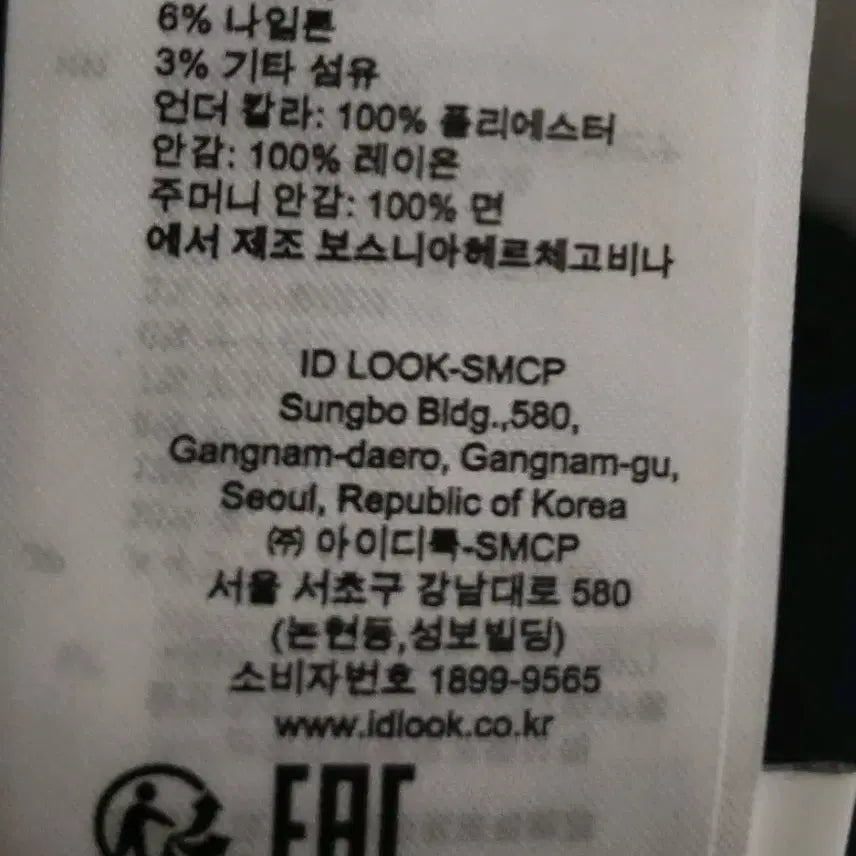 6% 나일론
3% 기타 섬유
언더 칼라: 100% 폴리에스터
안감: 100% 레이온
주머니 안감: 100% 면
에서 제조 보스니아헤르체고비나
ID LOOK-SMCP
Sungbo Bldg.,580,
Gangnam-daero, Gangnam-gu,
Seoul, Republic of Korea
㈜ 아이디룩-SMCP
서울 서초구 강남대로 580
(논현동,성보빌딩)
소비자번호 1899-9565
www.idlook.co.kr
EAC